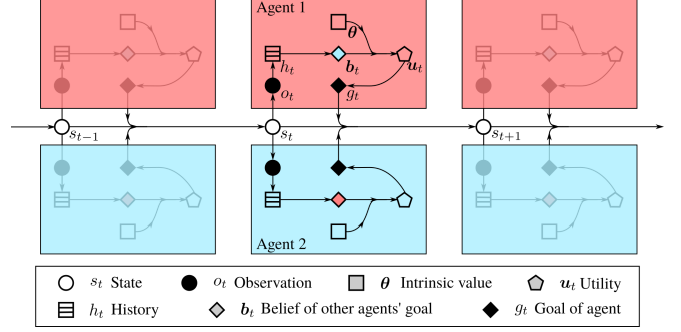 Agent 1
θ
h_t b_t u_t
o_t g_t
s_{t−1} s_t s_{t+1}
Agent 2
s_t State o_t Observation θ Intrinsic value u_t Utility
h_t History b_t Belief of other agents' goal g_t Goal of agent